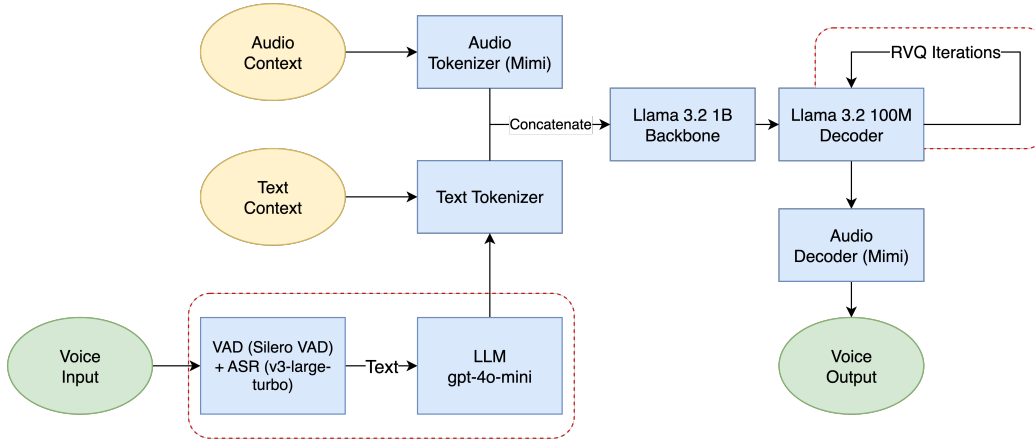 Audio
Context
Audio
Tokenizer (Mimi)
RVQ Iterations
Concatenate
Llama 3.2 1B
Backbone
Llama 3.2 100M
Decoder
Text
Context
Text Tokenizer
Audio
Decoder (Mimi)
Voice
Input
VAD (Silero VAD)
+ ASR (v3-large-
turbo)
Text
LLM
gpt-4o-mini
Voice
Output